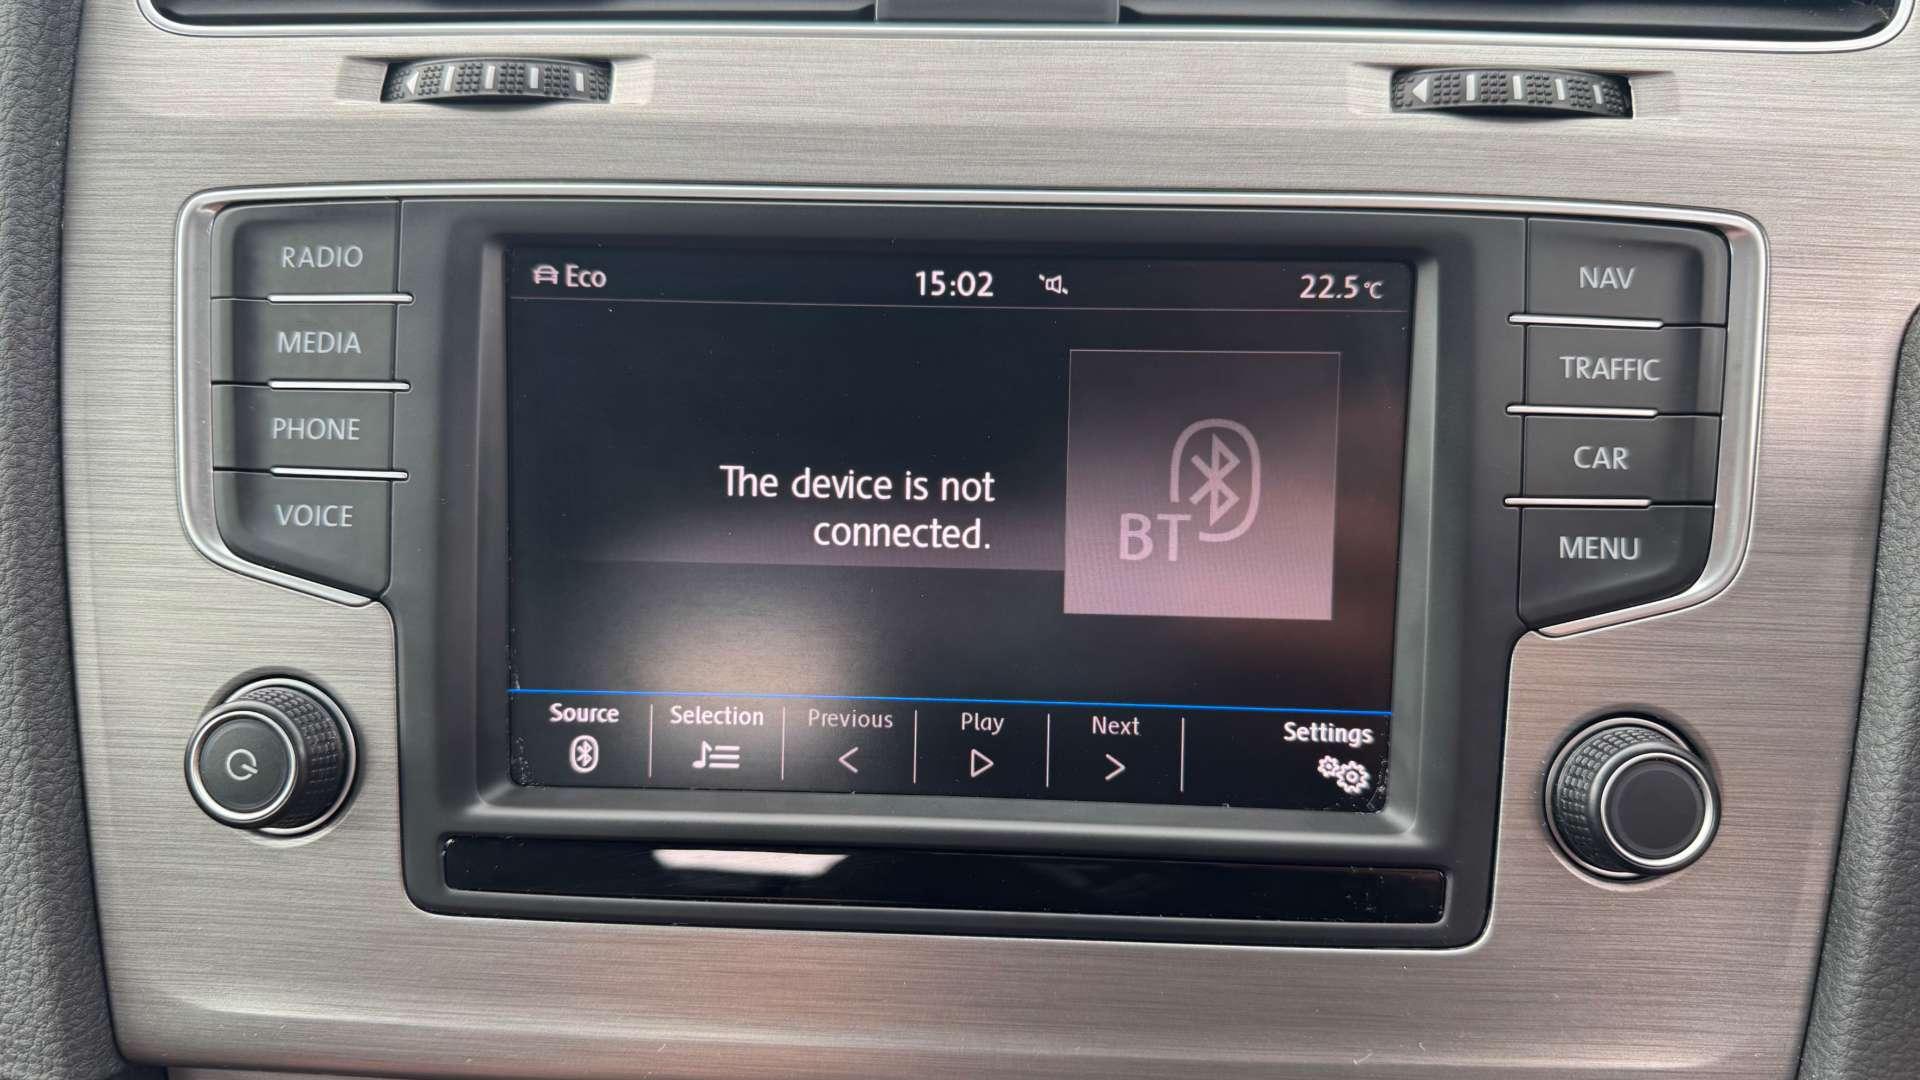 RADIO
MEDIA
PHONE
VOICE
Eco
15:02
22.5 °C
The device is not
connected.
BT
Source
Selection
Previous
Play
Next
Settings
NAV
TRAFFIC
CAR
MENU